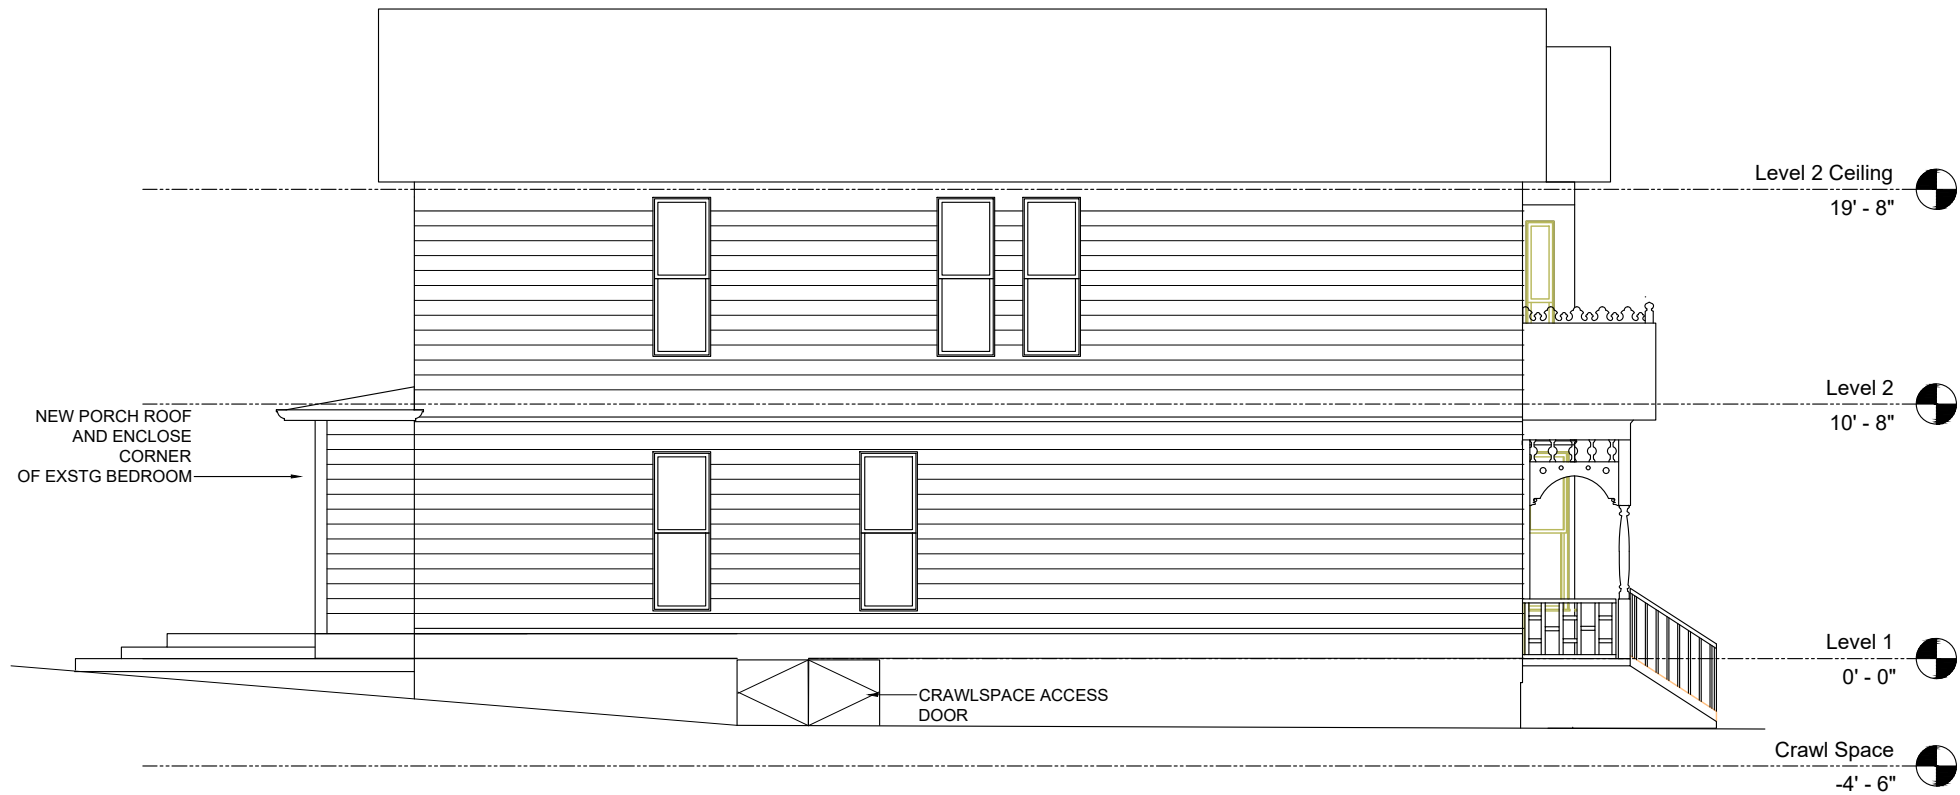 Level 2 Ceiling
19' - 8"
Level 2
10' - 8"
NEW PORCH ROOF
AND ENCLOSE
CORNER
OF EXSTG BEDROOM
Level 1
0' - 0"
CRAWLSPACE ACCESS
DOOR
Crawl Space
-4' - 6"